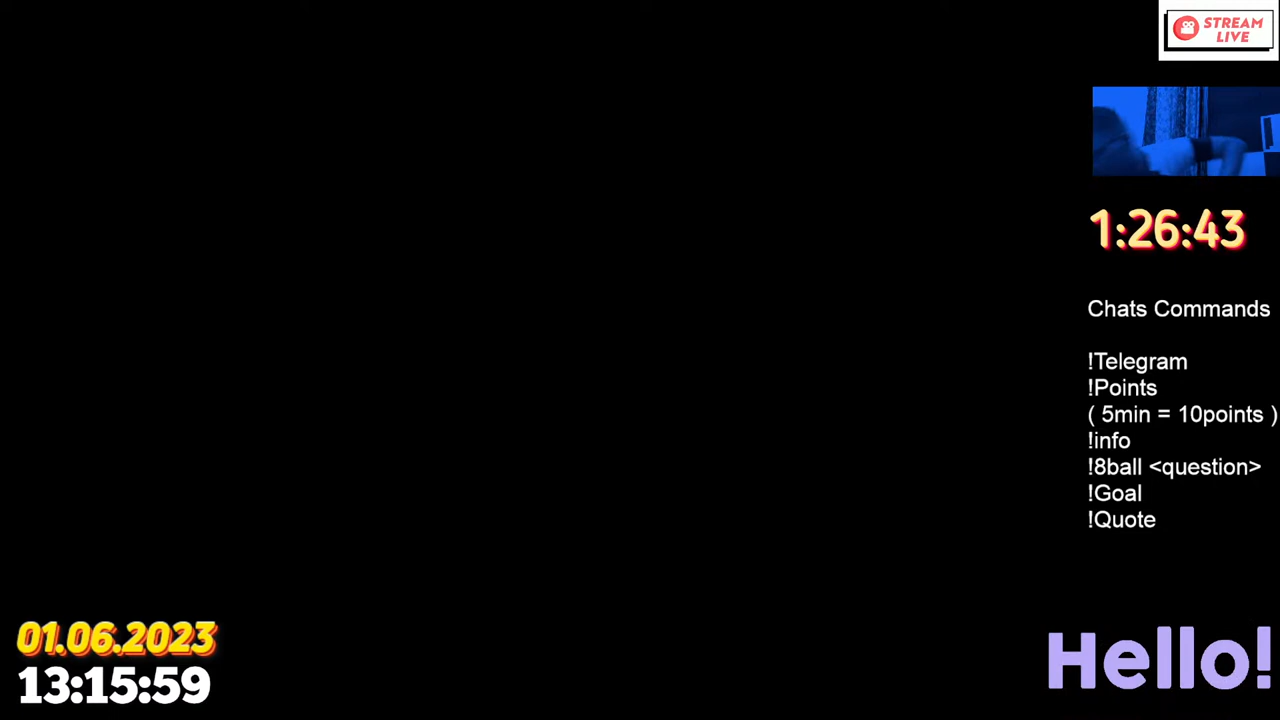 STREAM
LIVE
1:26:43
Chats Commands
!Telegram
!Points
( 5min = 10points )
!info
!8ball <question>
!Goal
!Quote
01.06.2023
13:15:59
Hello!